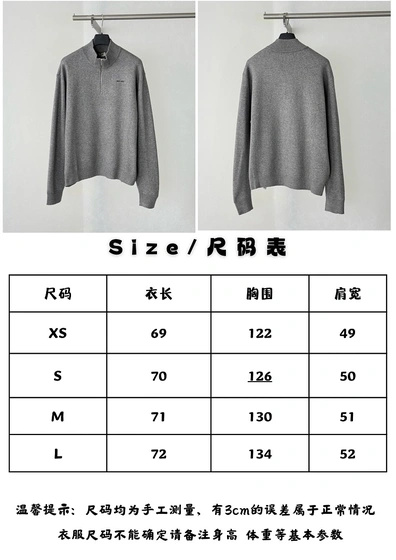 Size/尺码表
尺码 衣长 胸围 肩宽
XS 69 122 49
S 70 126 50
M 71 130 51
L 72 134 52
温馨提示: 尺码均为手工测量、有3cm的误差属于正常情况
衣服尺码不能确定请备注身高 体重等基本参数